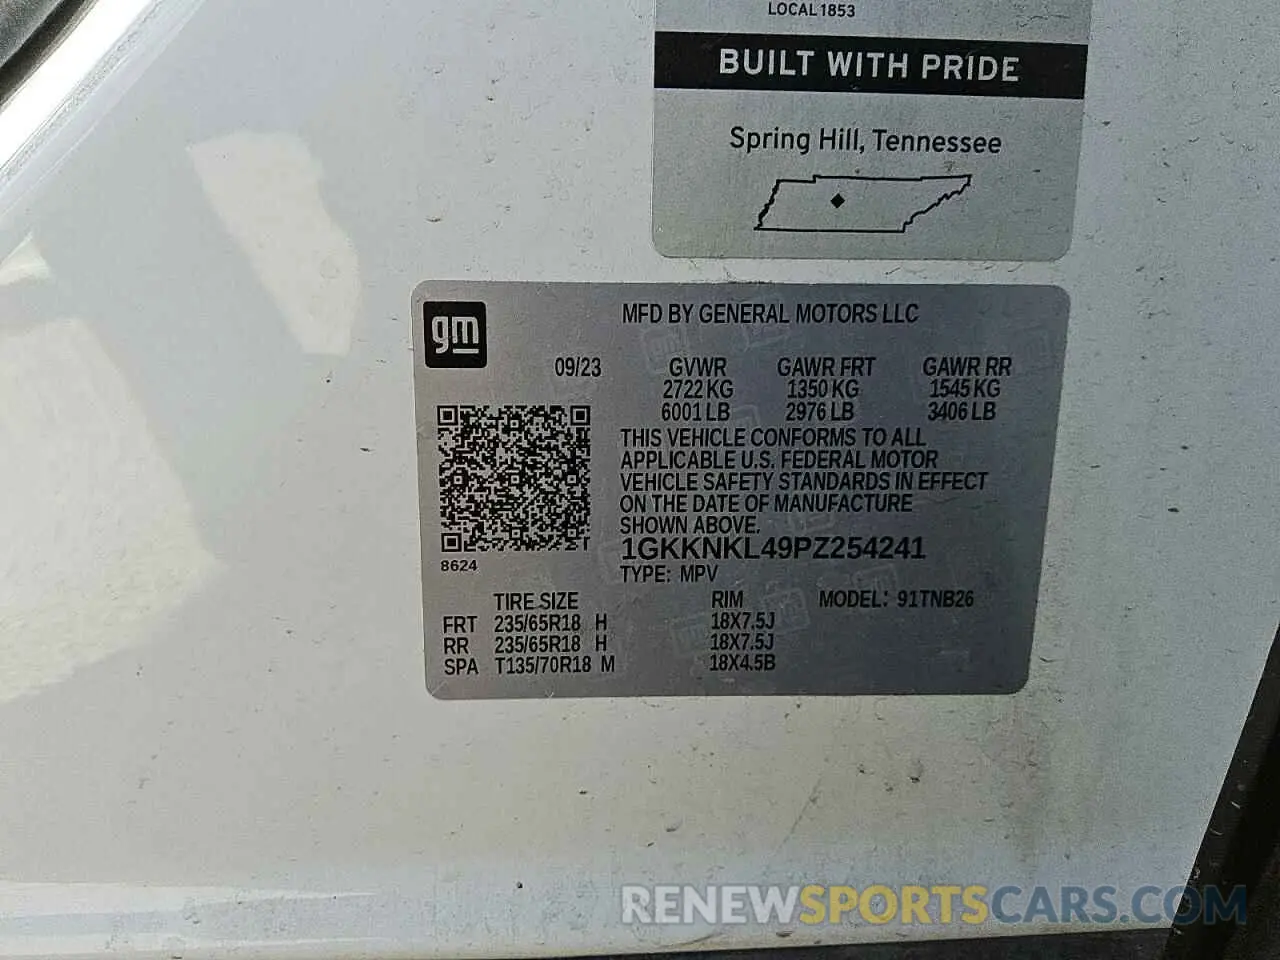 LOCAL 1853
BUILT WITH PRIDE
Spring Hill, Tennessee
gm
MFD BY GENERAL MOTORS LLC
09/23 GVWR GAWR FRT GAWR RR
2722 KG 1350 KG 1545 KG
6001 LB 2976 LB 3406 LB
THIS VEHICLE CONFORMS TO ALL
APPLICABLE U.S. FEDERAL MOTOR
VEHICLE SAFETY STANDARDS IN EFFECT
ON THE DATE OF MANUFACTURE
SHOWN ABOVE.
1GKKNKL49PZ254241
8624
TYPE: MPV
TIRE SIZE RIM MODEL: 91TNB26
FRT 235/65R18 H 18X7.5J
RR 235/65R18 H 18X7.5J
SPA T135/70R18 M 18X4.5B
RENEWSPORTSCARS.COM